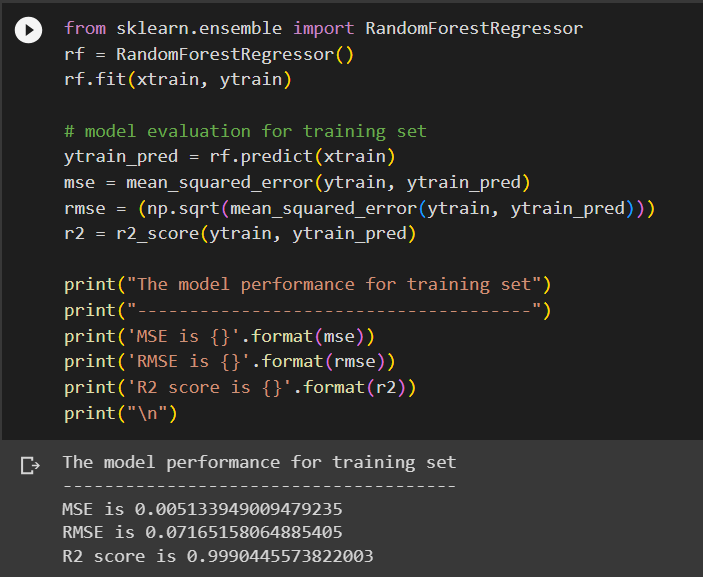 from sklearn.ensemble import RandomForestRegressor
rf = RandomForestRegressor()
rf.fit(xtrain, ytrain)
# model evaluation for training set
ytrain_pred = rf.predict(xtrain)
mse = mean_squared_error(ytrain, ytrain_pred)
rmse = (np.sqrt(mean_squared_error(ytrain, ytrain_pred)))
r2 = r2_score(ytrain, ytrain_pred)
print("The model performance for training set")
print("--------------------------------------")
print('MSE is {}'.format(mse))
print('RMSE is {}'.format(rmse))
print('R2 score is {}'.format(r2))
print("\n")
The model performance for training set
--------------------------------------
MSE is 0.005133949009479235
RMSE is 0.07165158064885405
R2 score is 0.9990445573822003